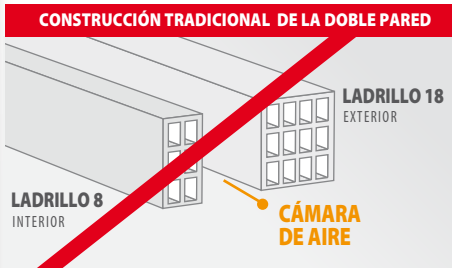 CONSTRUCCIÓN TRADICIONAL DE LA DOBLE PARED
LADRILLO 18
EXTERIOR
LADRILLO 8
INTERIOR
CÁMARA
DE AIRE